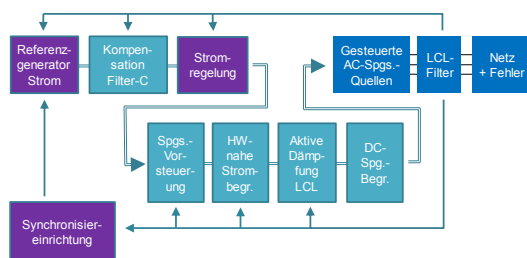 Referenz-
generator
Strom
Kompen-
sation
Filter-C
Strom-
regelung
Gesteuerte
AC-Spgs.-
Quellen
LCL-
Filter
Netz
+ Fehler
Spgs.-
Vor-
steuer-
ung
HW-
nahe
Strom-
begr.
Aktive
Dämp-
fung
LCL
DC-
Spg.-
Begr.
Synchronisier-
einrichtung